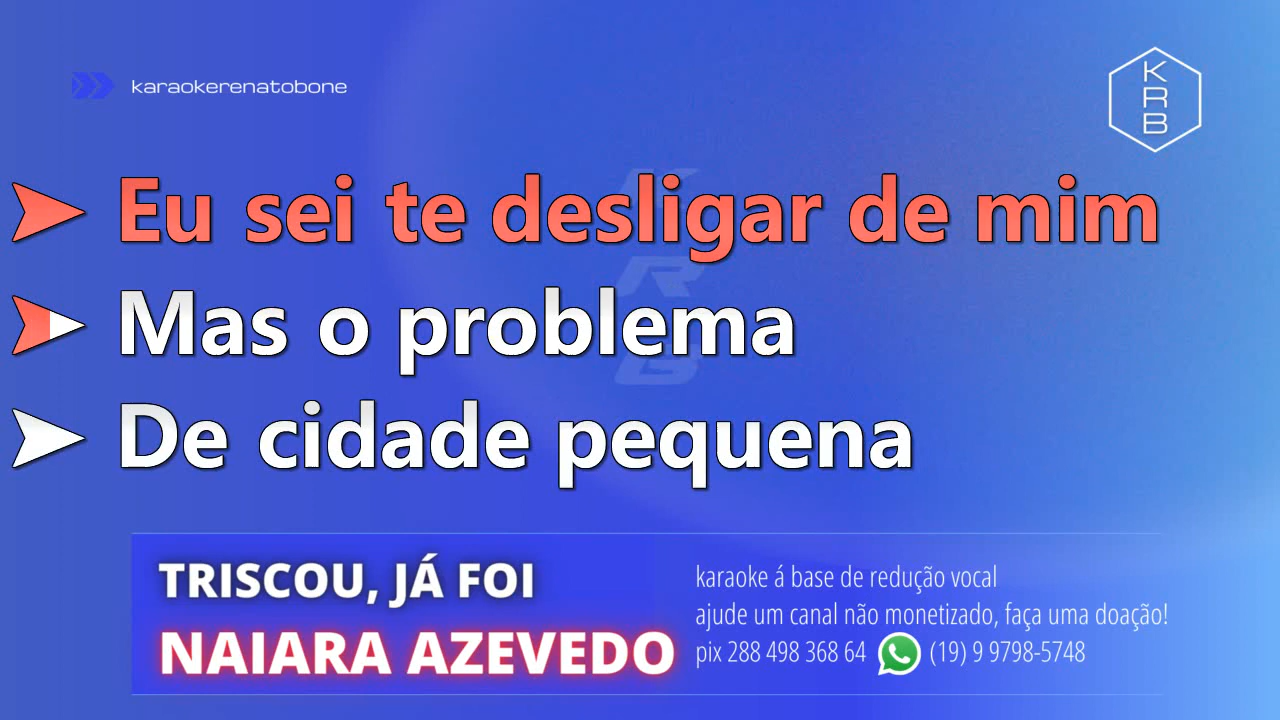 karaokerenatobone
KRB
Eu sei te desligar de mim
Mas o problema
De cidade pequena
KRB
TRISCOU, JÁ FOI
NAIARA AZEVEDO
karaoke á base de redução vocal
ajude um canal não monetizado, faça uma doação!
pix 288 498 368 64 (19) 9 9798-5748